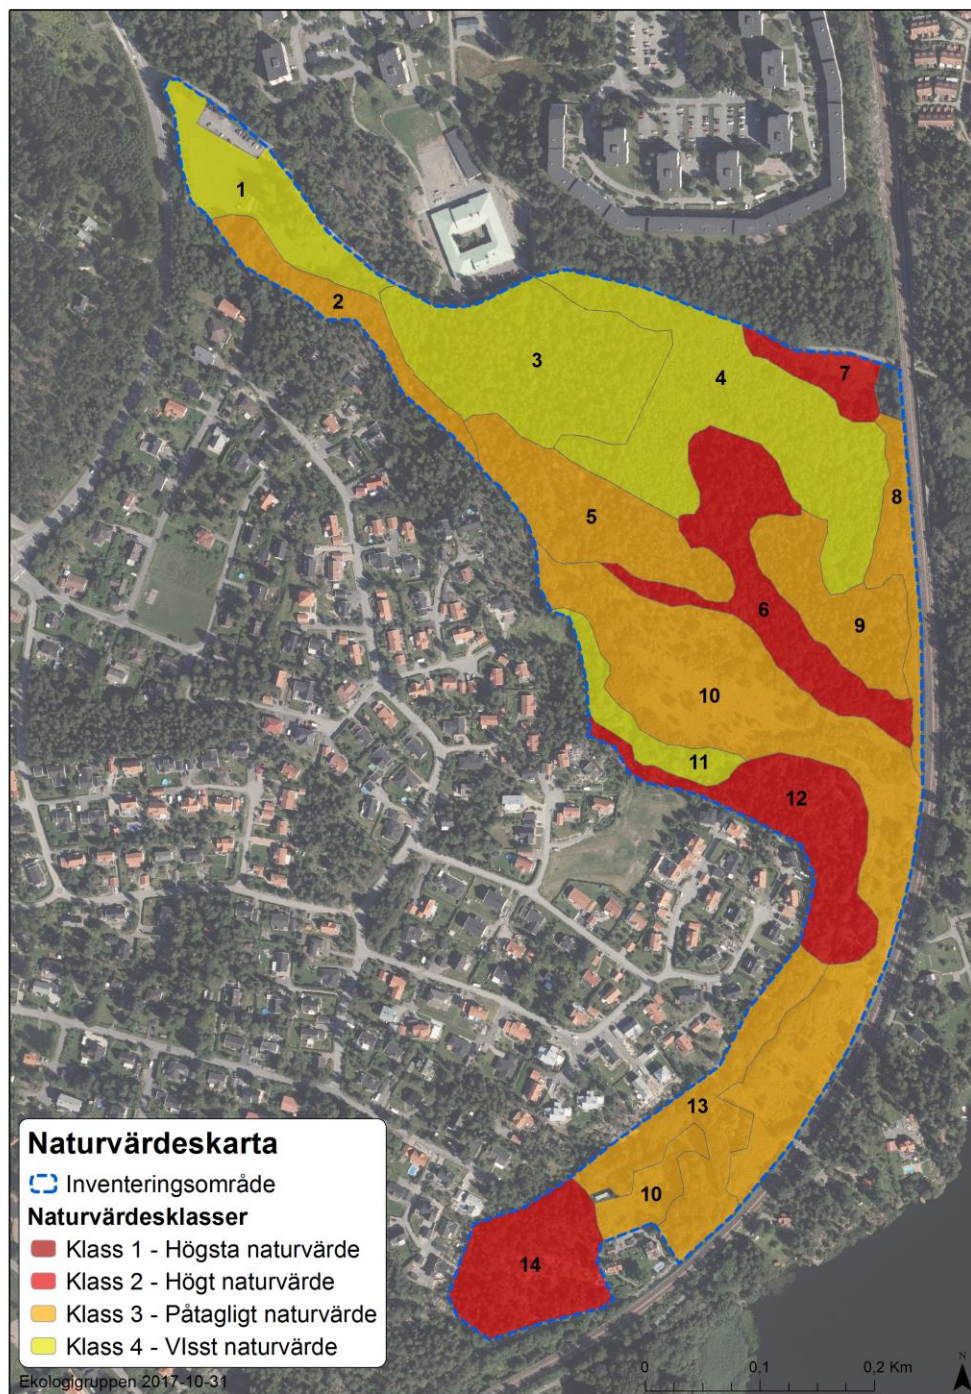 1
2
3
4
7
8
5
6
9
10
11
12
13
10
14
Naturvärdeskarta
Inventeringsområde
Naturvärdesklasser
Klass 1 - Högsta naturvärde
Klass 2 - Högt naturvärde
Klass 3 - Påtagligt naturvärde
Klass 4 - VIsst naturvärde
Ekologigruppen 2017-10-31
0 0,1 0,2 Km
N